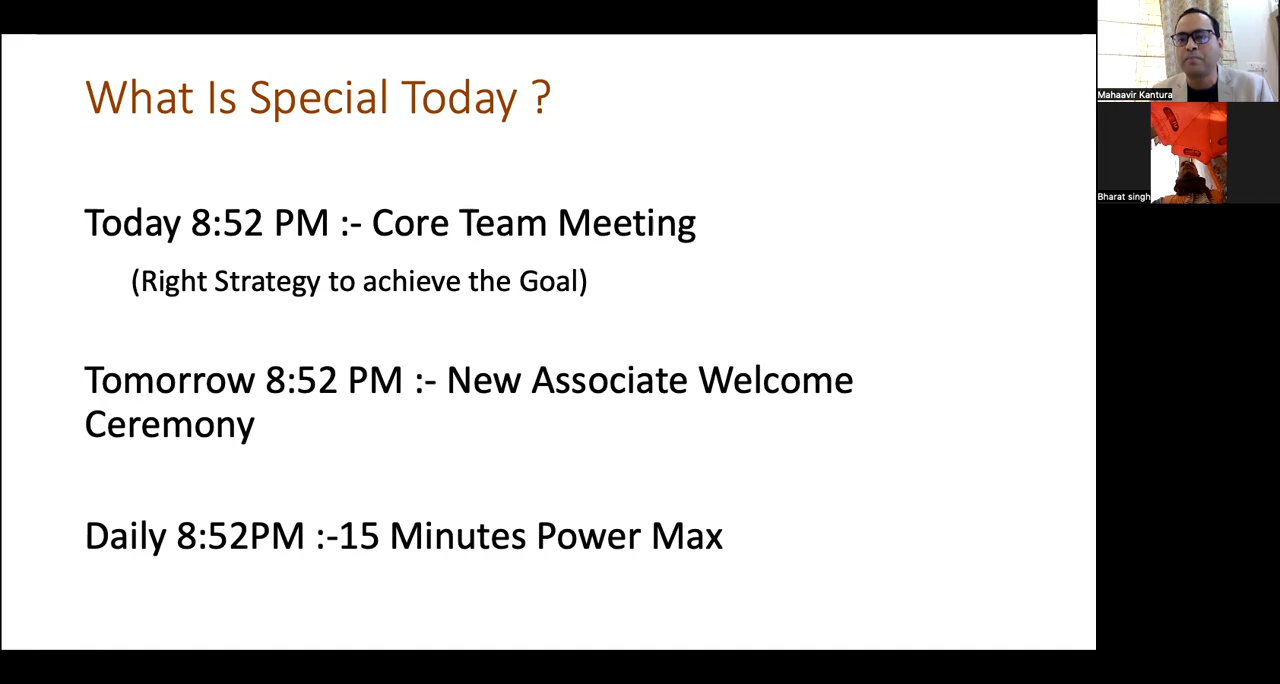 What Is Special Today ?
Today 8:52 PM :- Core Team Meeting
(Right Strategy to achieve the Goal)
Tomorrow 8:52 PM :- New Associate Welcome
Ceremony
Daily 8:52PM :-15 Minutes Power Max
Mahaavir Kantura
Bharat singh